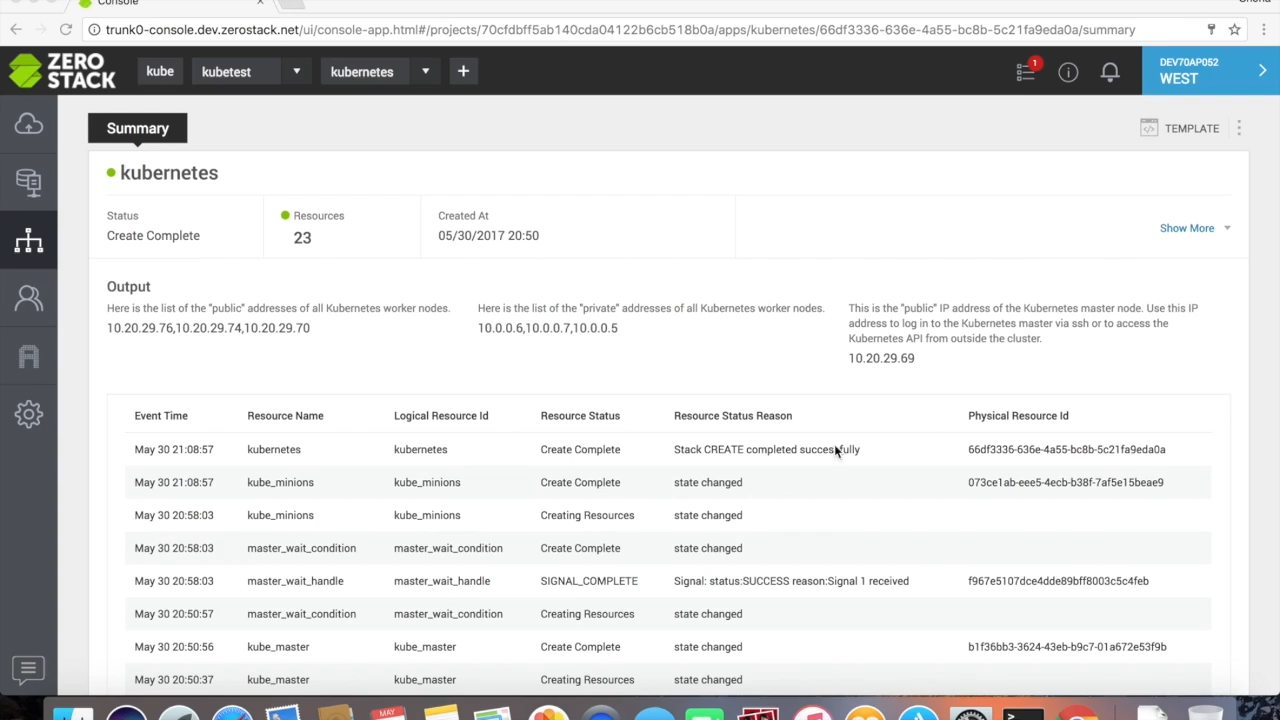 Console
trunk0-console.dev.zerostack.net/ui/console-app.html#/projects/70cfdbff5ab140cda04122b6cb518b0a/apps/kubernetes/66df3336-636e-4a55-bc8b-5c21fa9eda0a/summary
ZERO STACK
kube
kubetest
kubernetes
+
1
DEV70AP052
WEST
Summary
TEMPLATE
kubernetes
Status
Resources
Created At
Create Complete
23
05/30/2017 20:50
Show More
Output
Here is the list of the "public" addresses of all Kubernetes worker nodes.
10.20.29.76,10.20.29.74,10.20.29.70
Here is the list of the "private" addresses of all Kubernetes worker nodes.
10.0.0.6,10.0.0.7,10.0.0.5
This is the "public" IP address of the Kubernetes master node. Use this IP
address to log in to the Kubernetes master via ssh or to access the
Kubernetes API from outside the cluster.
10.20.29.69
Event Time Resource Name Logical Resource Id Resource Status Resource Status Reason Physical Resource Id
May 30 21:08:57 kubernetes kubernetes Create Complete Stack CREATE completed successfully 66df3336-636e-4a55-bc8b-5c21fa9eda0a
May 30 21:08:57 kube_minions kube_minions Create Complete state changed 073ce1ab-eee5-4ecb-b38f-7af5e15beae9
May 30 20:58:03 kube_minions kube_minions Creating Resources state changed
May 30 20:58:03 master_wait_condition master_wait_condition Create Complete state changed
May 30 20:58:03 master_wait_handle master_wait_handle SIGNAL_COMPLETE Signal: status:SUCCESS reason:Signal 1 received f967e5107dce4dde89bff8003c5c4feb
May 30 20:50:57 master_wait_condition master_wait_condition Creating Resources state changed
May 30 20:50:56 kube_master kube_master Create Complete state changed b1f36bb3-3624-43eb-b9c7-01a672e53f9b
May 30 20:50:37 kube_master kube_master Creating Resources state changed
MAY